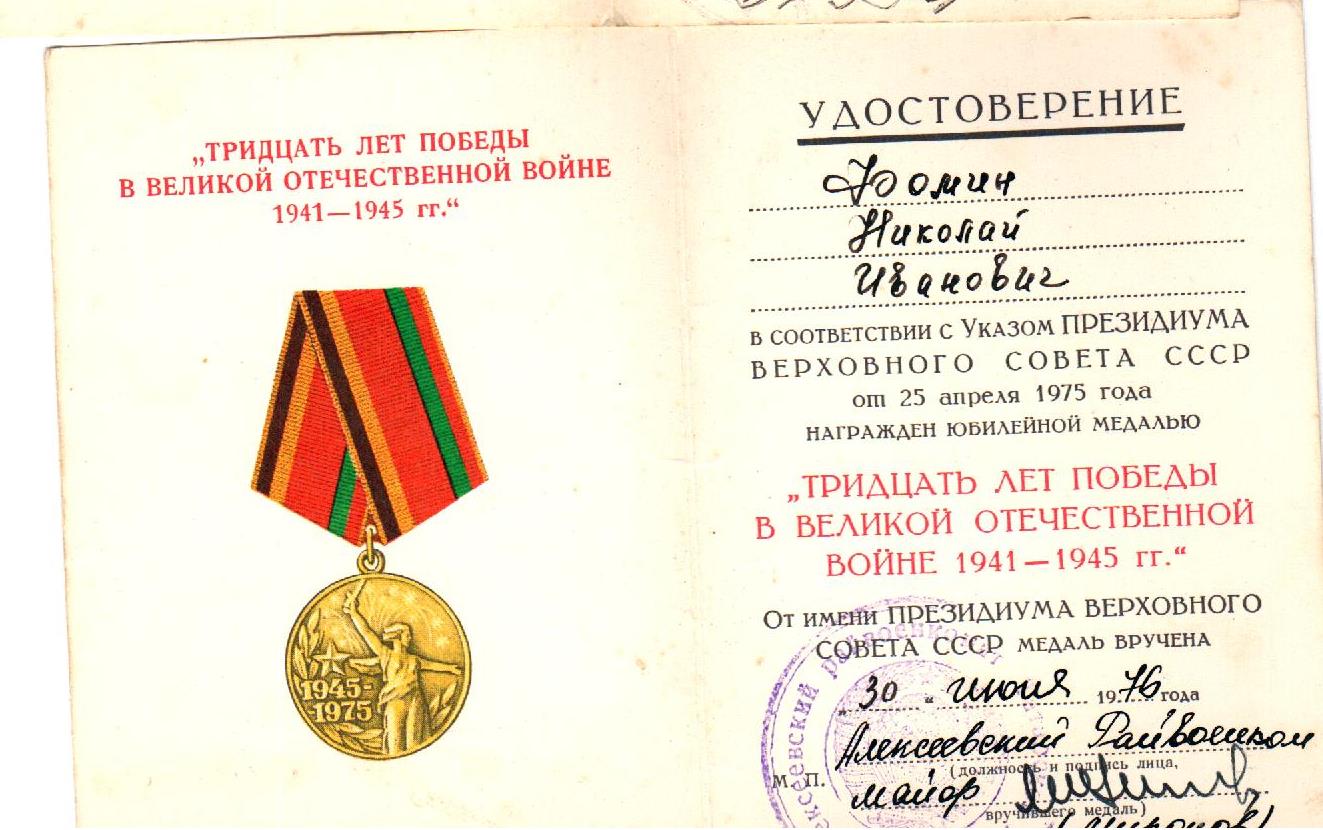 „ТРИДЦАТЬ ЛЕТ ПОБЕДЫ
В ВЕЛИКОЙ ОТЕЧЕСТВЕННОЙ ВОЙНЕ
1941—1945 гг.“
1945-
1975
УДОСТОВЕРЕНИЕ
Фомин
Николай
Иванович
В СООТВЕТСТВИИ С УКАЗОМ ПРЕЗИДИУМА
ВЕРХОВНОГО СОВЕТА СССР
от 25 апреля 1975 года
НАГРАЖДЕН ЮБИЛЕЙНОЙ МЕДАЛЬЮ
„ТРИДЦАТЬ ЛЕТ ПОБЕДЫ
В ВЕЛИКОЙ ОТЕЧЕСТВЕННОЙ
ВОЙНЕ 1941—1945 гг.“
ОТ ИМЕНИ ПРЕЗИДИУМА ВЕРХОВНОГО
СОВЕТА СССР МЕДАЛЬ ВРУЧЕНА
„30“ июня 1976 года
Алексеевский Райвоенком
М. П. (должность и подпись лица,
майор
вручившего медаль)